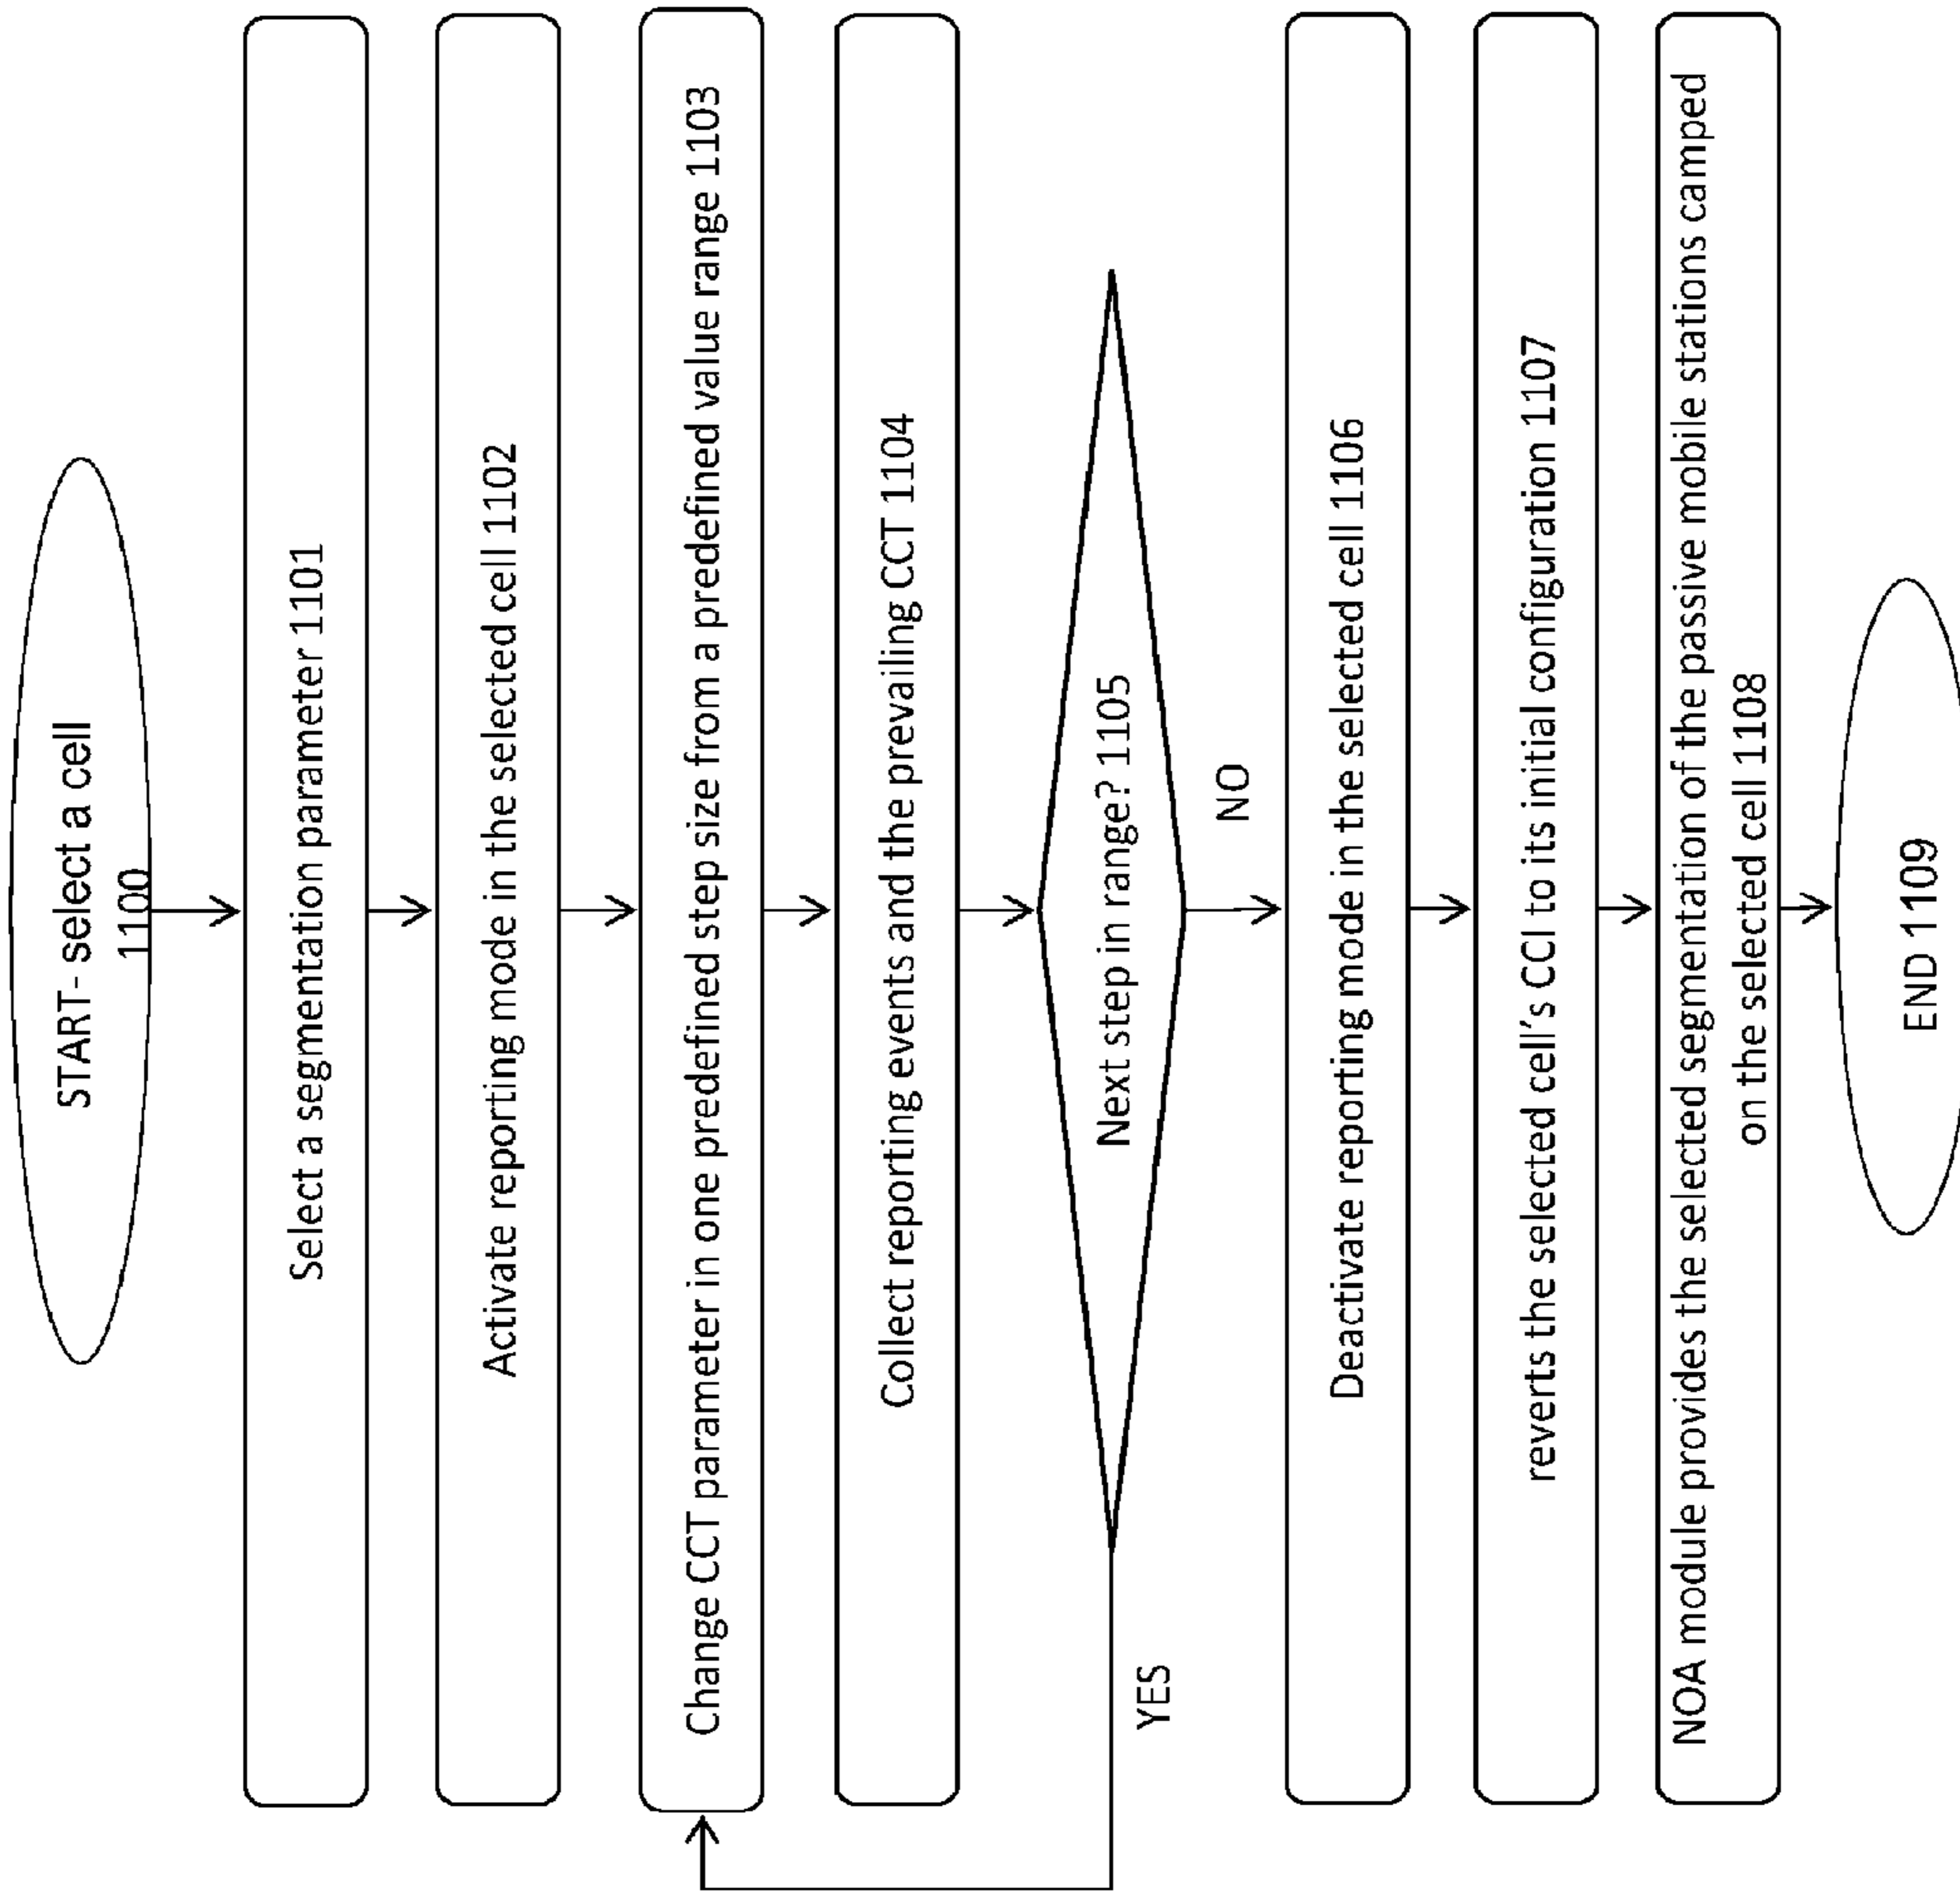 START- select a cell
1100
Select a segmentation parameter 1101
Activate reporting mode in the selected cell 1102
Change CCT parameter in one predefined step size from a predefined value range 1103
Collect reporting events and the prevailing CCT 1104
Next step in range? 1105
YES
NO
Deactivate reporting mode in the selected cell 1106
reverts the selected cell's CCI to its initial configuration 1107
NOA module provides the selected segmentation of the passive mobile stations camped
on the selected cell 1108
END 1109